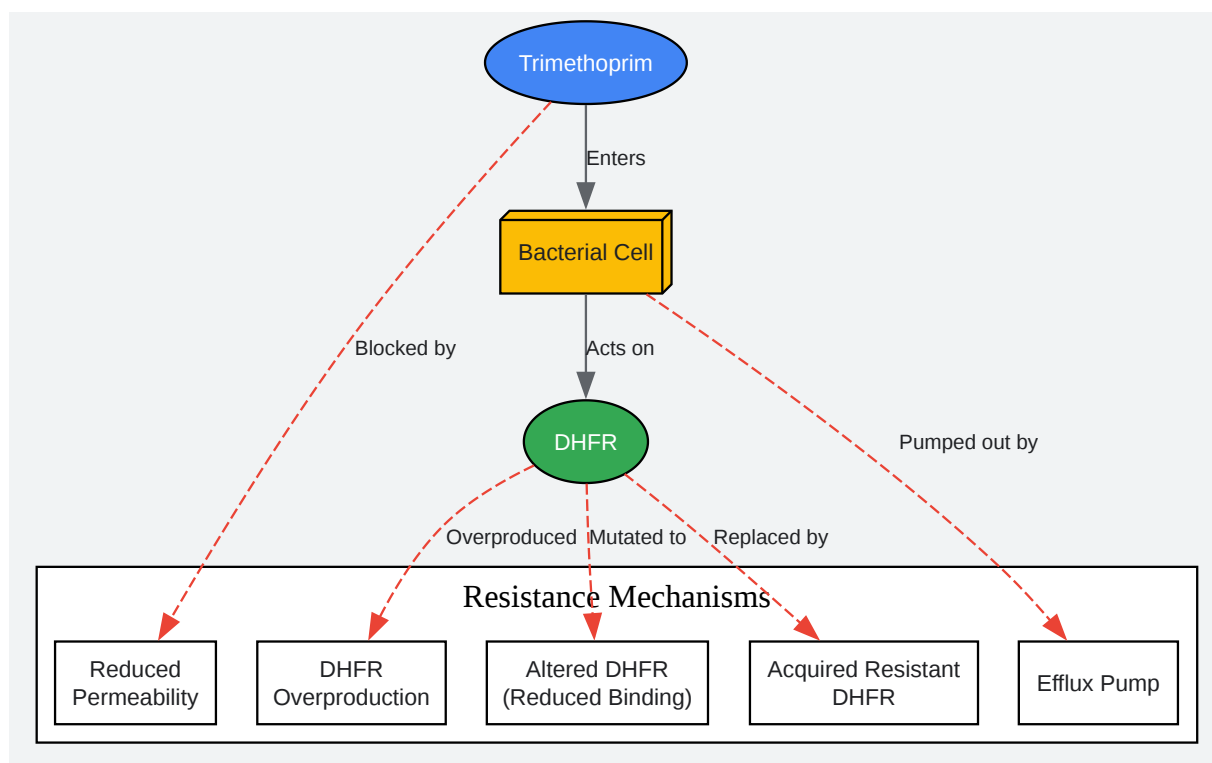 Trimethoprim
Enters
Bacterial Cell
Blocked by
Acts on
DHFR
Pumped out by
Overproduced
Mutated to
Replaced by
Resistance Mechanisms
Reduced
Permeability
DHFR
Overproduction
Altered DHFR
(Reduced Binding)
Acquired Resistant
DHFR
Efflux Pump